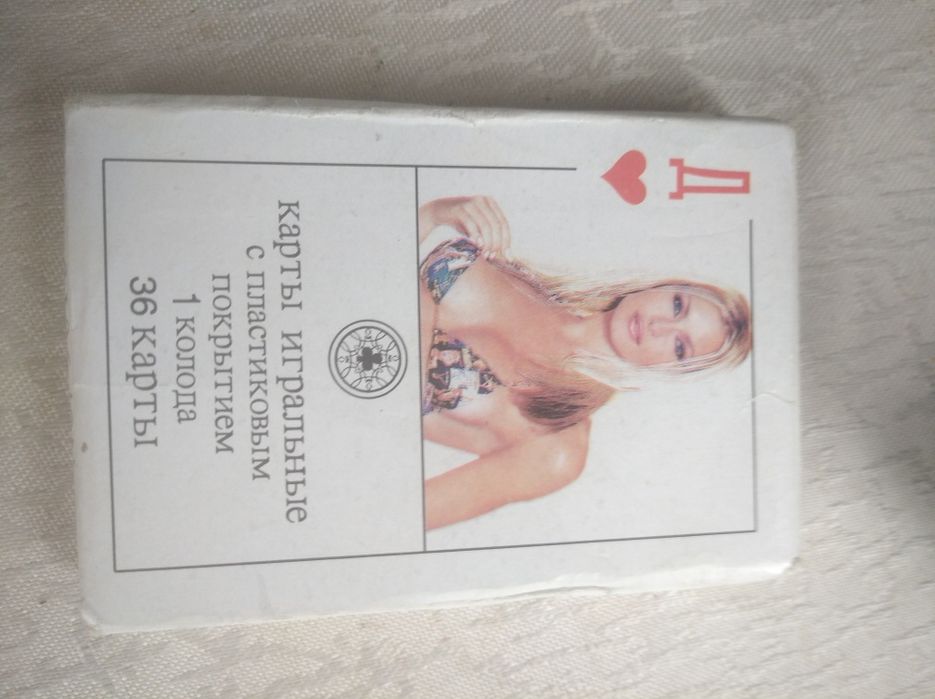 Д
карты игральные
с пластиковым
покрытием
1 колода
36 карты